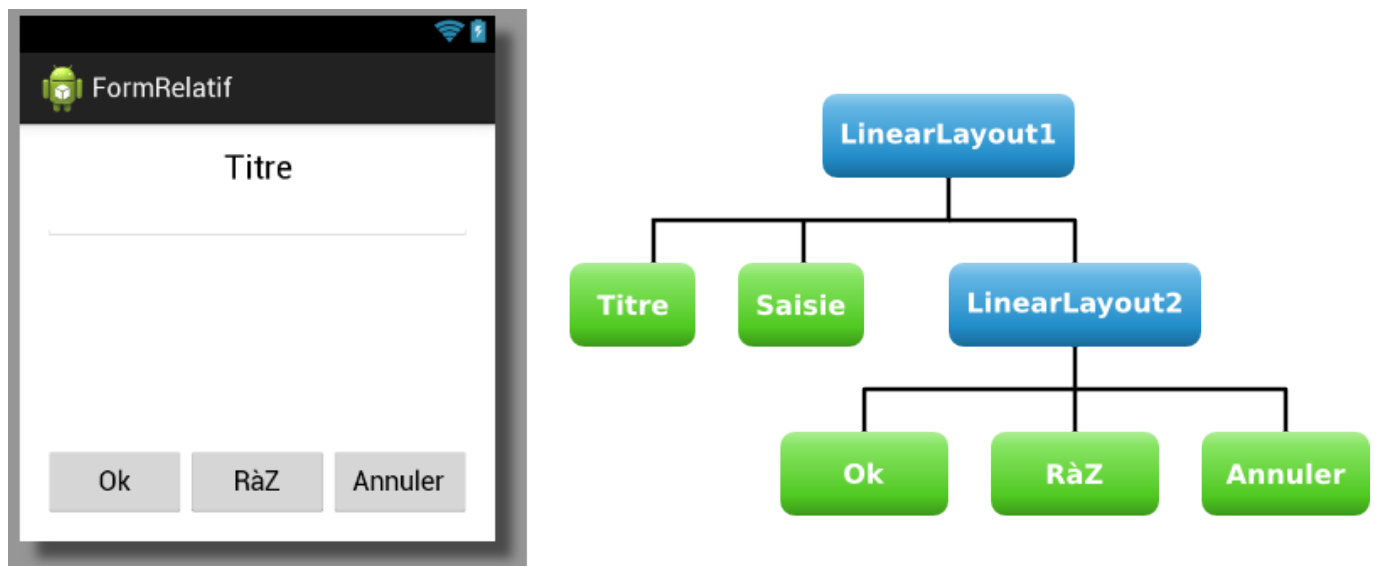 FormRelatif
Titre
Ok RàZ Annuler
LinearLayout1
Titre Saisie LinearLayout2
Ok RàZ Annuler